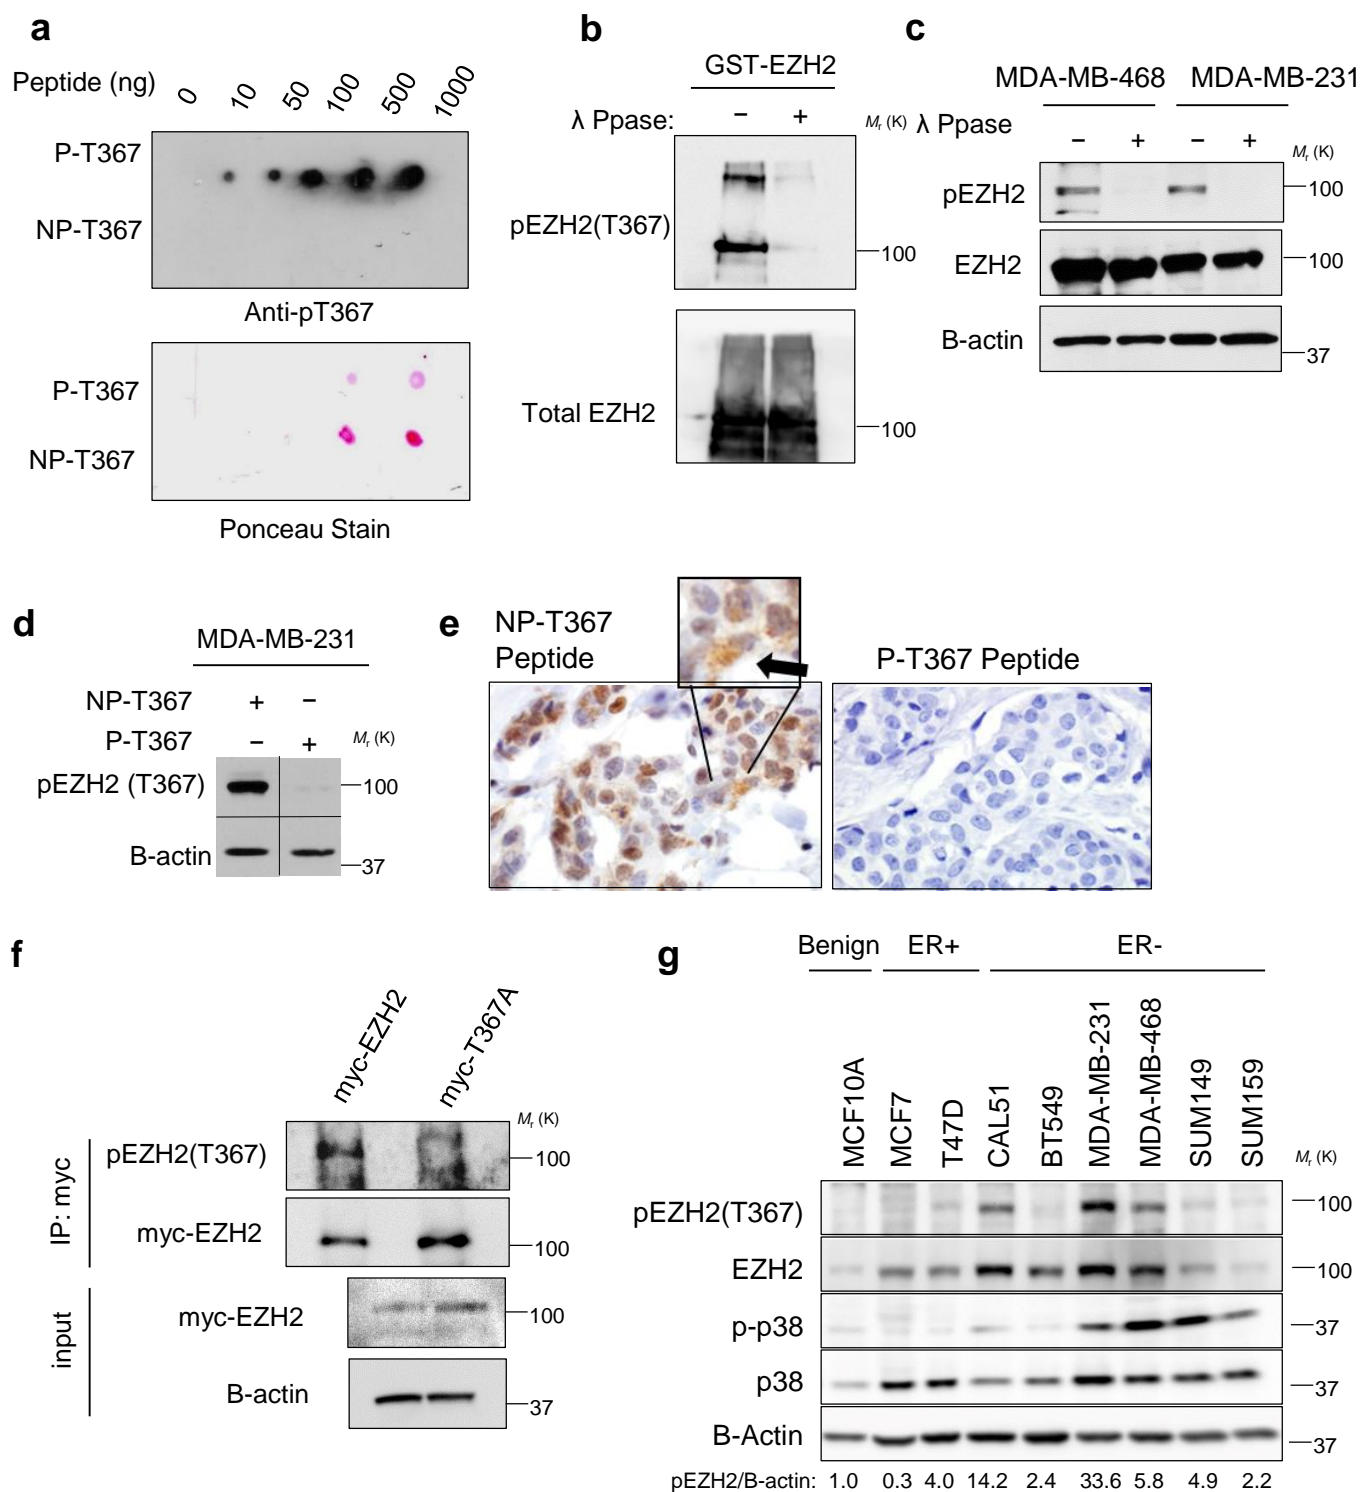 a
Peptide (ng)
0
10
50
100
500
1000
P-T367
NP-T367
Anti-pT367
P-T367
NP-T367
Ponceau Stain
b
GST-EZH2
λ Ppase:
− +
Mr (K)
pEZH2(T367)
100
Total EZH2
100
c
MDA-MB-468 MDA-MB-231
λ Ppase
− + − +
Mr (K)
pEZH2
100
EZH2
100
B-actin
37
d
MDA-MB-231
NP-T367 + −
P-T367 − +
Mr (K)
pEZH2 (T367)
100
B-actin
37
e
NP-T367
Peptide
P-T367 Peptide
f
myc-EZH2
myc-T367A
Mr (K)
IP: myc
pEZH2(T367)
100
myc-EZH2
100
input
myc-EZH2
100
B-actin
37
g
Benign ER+ ER-
MCF10A
MCF7
T47D
CAL51
BT549
MDA-MB-231
MDA-MB-468
SUM149
SUM159
Mr (K)
pEZH2(T367)
100
EZH2
100
p-p38
37
p38
37
B-Actin
37
pEZH2/B-actin: 1.0 0.3 4.0 14.2 2.4 33.6 5.8 4.9 2.2